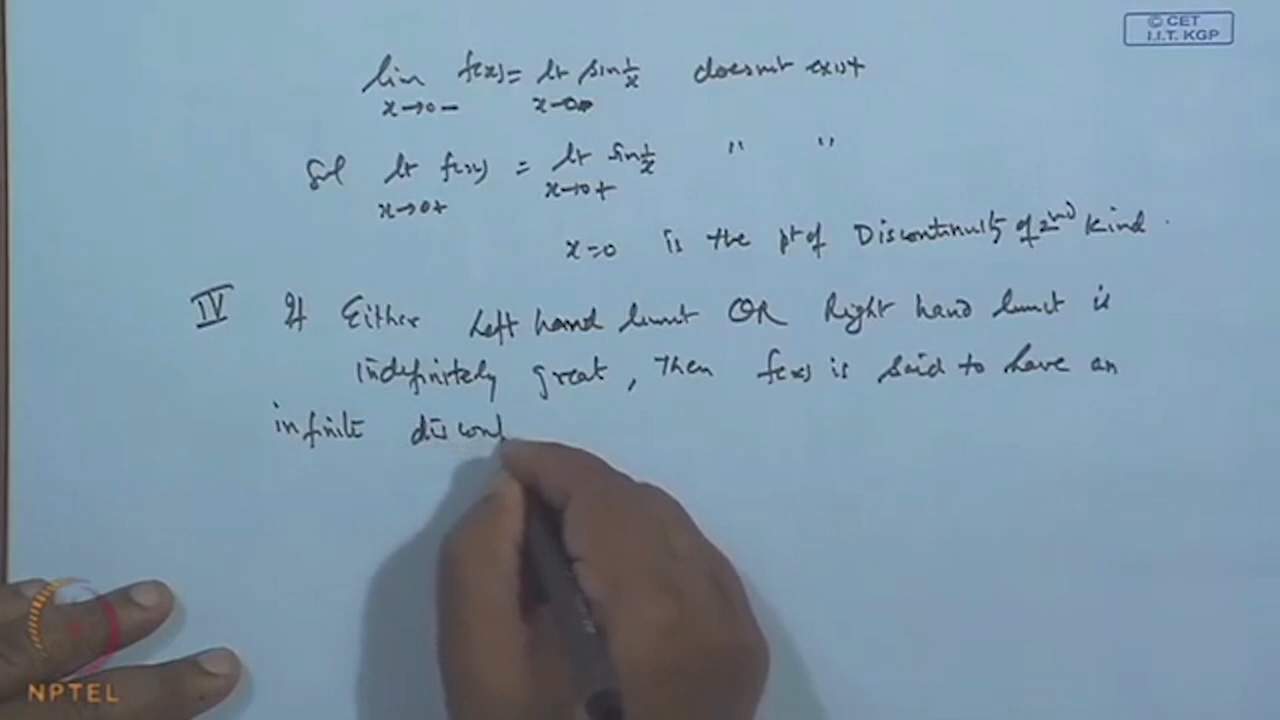 © CET
I.I.T. KGP
lim f(x) = lt sin 1/x doesn't exist
x→0− x→0−
lt f(x) = lt sin 1/x " "
x→0+ x→0+
x=0 is the pt of Discontinuity of 2nd Kind.
IV If Either Left hand limit OR Right hand limit is
indefinitely great, Then f(x) is said to have an
infinite discont
NPTEL